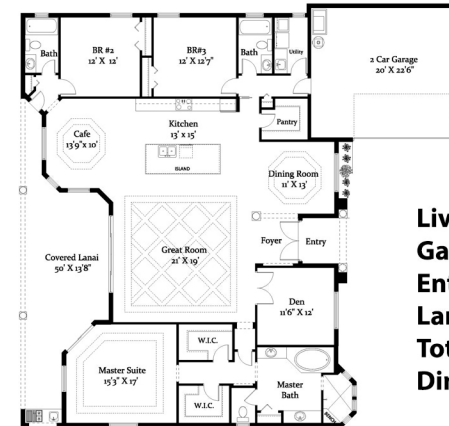 Bath
BR #2
12' X 12'
BR#3
12' X 12'7"
Bath
Utility
2 Car Garage
20' X 22'6"
Cafe
13'9"x 10'
Kitchen
13' x 15'
ISLAND
Pantry
Dining Room
11' X 13'
Covered Lanai
50' X 13'8"
Great Room
21' X 19'
Foyer
Entry
Den
11'6" X 12'
W.I.C.
Master Suite
15'3" X 17'
W.I.C.
Master
Bath
Liv
Ga
Ent
Lan
Tot
Dir